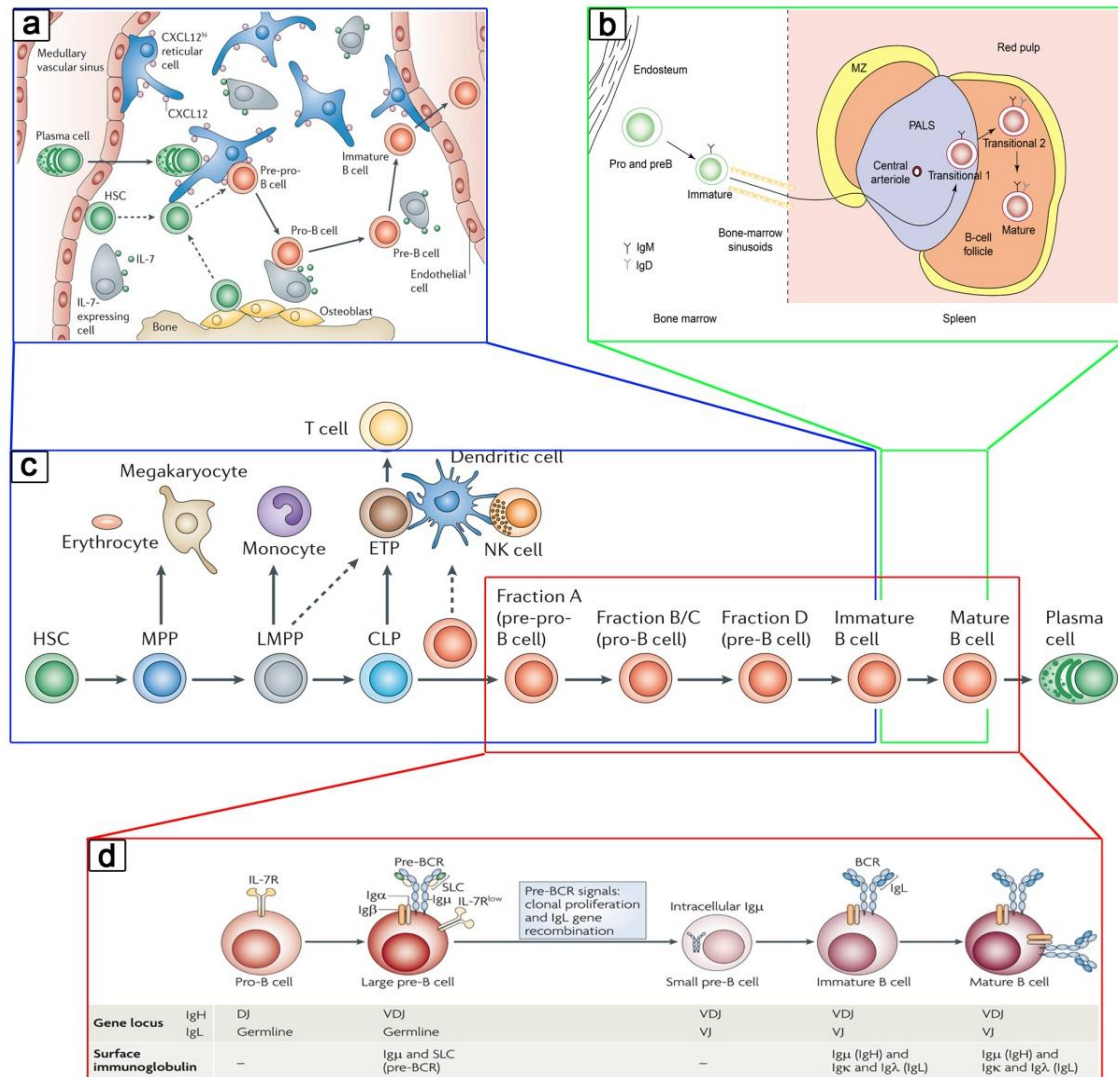 a
Medullary
vascular sinus
CXCL12hi
reticular
cell
CXCL12
Plasma cell
HSC
Pre-pro-
B cell
Immature
B cell
Pro-B cell
Pre-B cell
IL-7
IL-7-
expressing
cell
Endothelial
cell
Osteoblast
Bone
b
Endosteum
MZ
Red pulp
PALS
Transitional 2
Central
arteriole
Transitional 1
Pro and preB
Immature
Mature
Bone-marrow
sinusoids
B-cell
follicle
IgM
IgD
Bone marrow
Spleen
c
T cell
Megakaryocyte
Dendritic cell
Erythrocyte
Monocyte
ETP
NK cell
HSC
MPP
LMPP
CLP
Fraction A
(pre-pro-
B cell)
Fraction B/C
(pro-B cell)
Fraction D
(pre-B cell)
Immature
B cell
Mature
B cell
Plasma
cell
d
IL-7R
Pre-BCR
SLC
Igα
Igμ
Igβ
IL-7Rlow
Pre-BCR signals:
clonal proliferation
and IgL gene
recombination
Intracellular Igμ
BCR
IgL
Pro-B cell
Large pre-B cell
Small pre-B cell
Immature B cell
Mature B cell
Gene locus
IgH DJ VDJ VDJ VDJ VDJ
IgL Germline Germline VJ VJ VJ
Surface
immunoglobulin
–
Igμ and SLC
(pre-BCR)
–
Igμ (IgH) and
Igκ and Igλ (IgL)
Igμ (IgH) and
Igκ and Igλ (IgL)